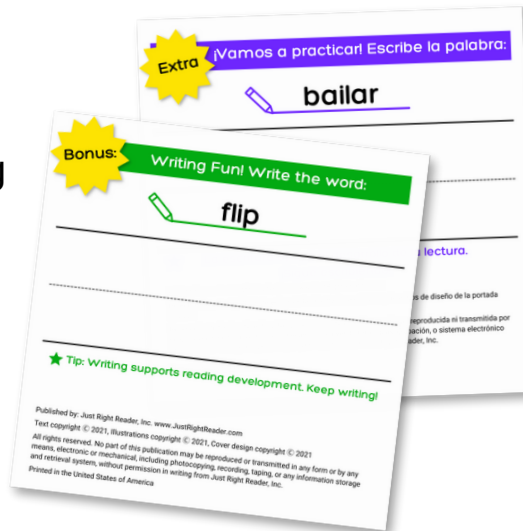 g
Extra
¡Vamos a practicar! Escribe la palabra:
bailar
lectura.
s de diseño de la portada
reproducida ni transmitida por
ación, o sistema electrónico
ader, Inc.
Bonus:
Writing Fun! Write the word:
flip
Tip: Writing supports reading development. Keep writing!
Published by: Just Right Reader, Inc. www.JustRightReader.com
Text copyright © 2021, Illustrations copyright © 2021, Cover design copyright © 2021
All rights reserved. No part of this publication may be reproduced or transmitted in any form or by any
means, electronic or mechanical, including photocopying, recording, taping, or any information storage
and retrieval system, without permission in writing from Just Right Reader, Inc.
Printed in the United States of America